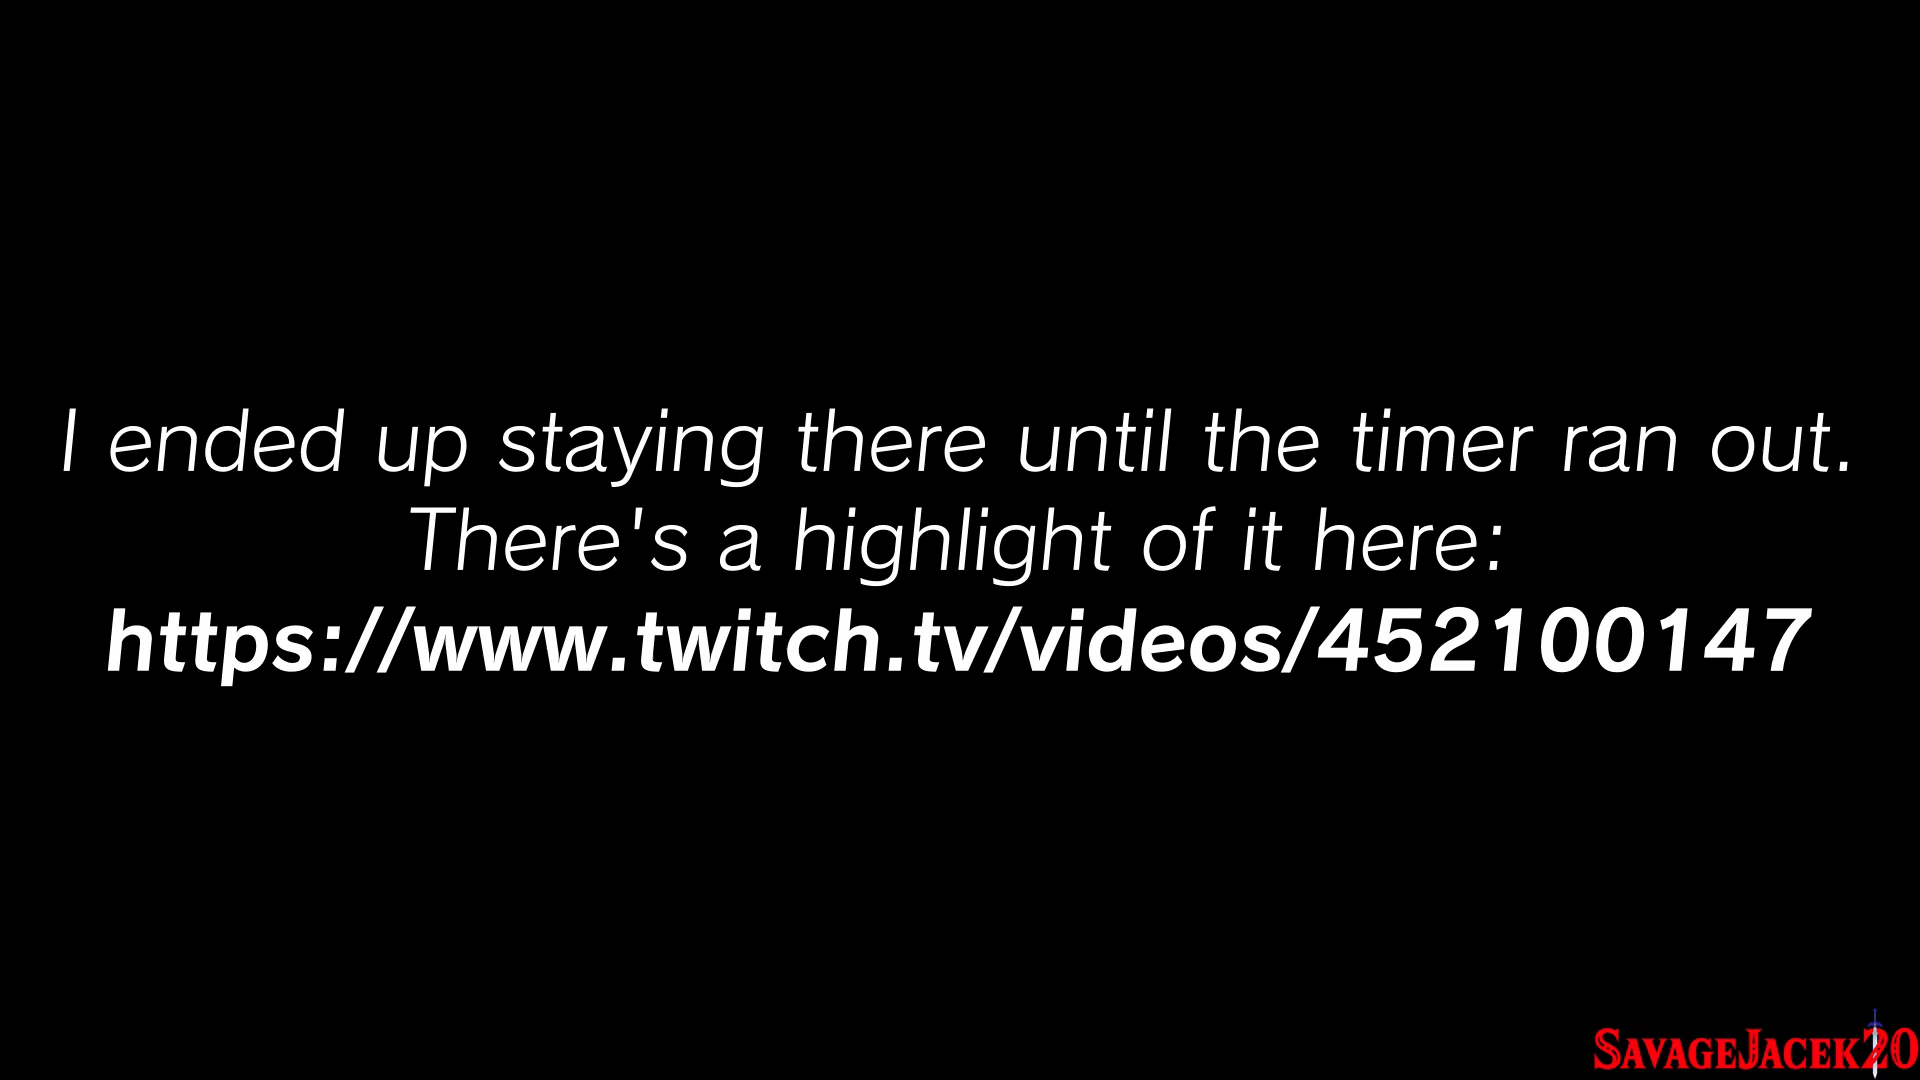 I ended up staying there until the timer ran out.
There's a highlight of it here:
https://www.twitch.tv/videos/452100147
SavageJacek20